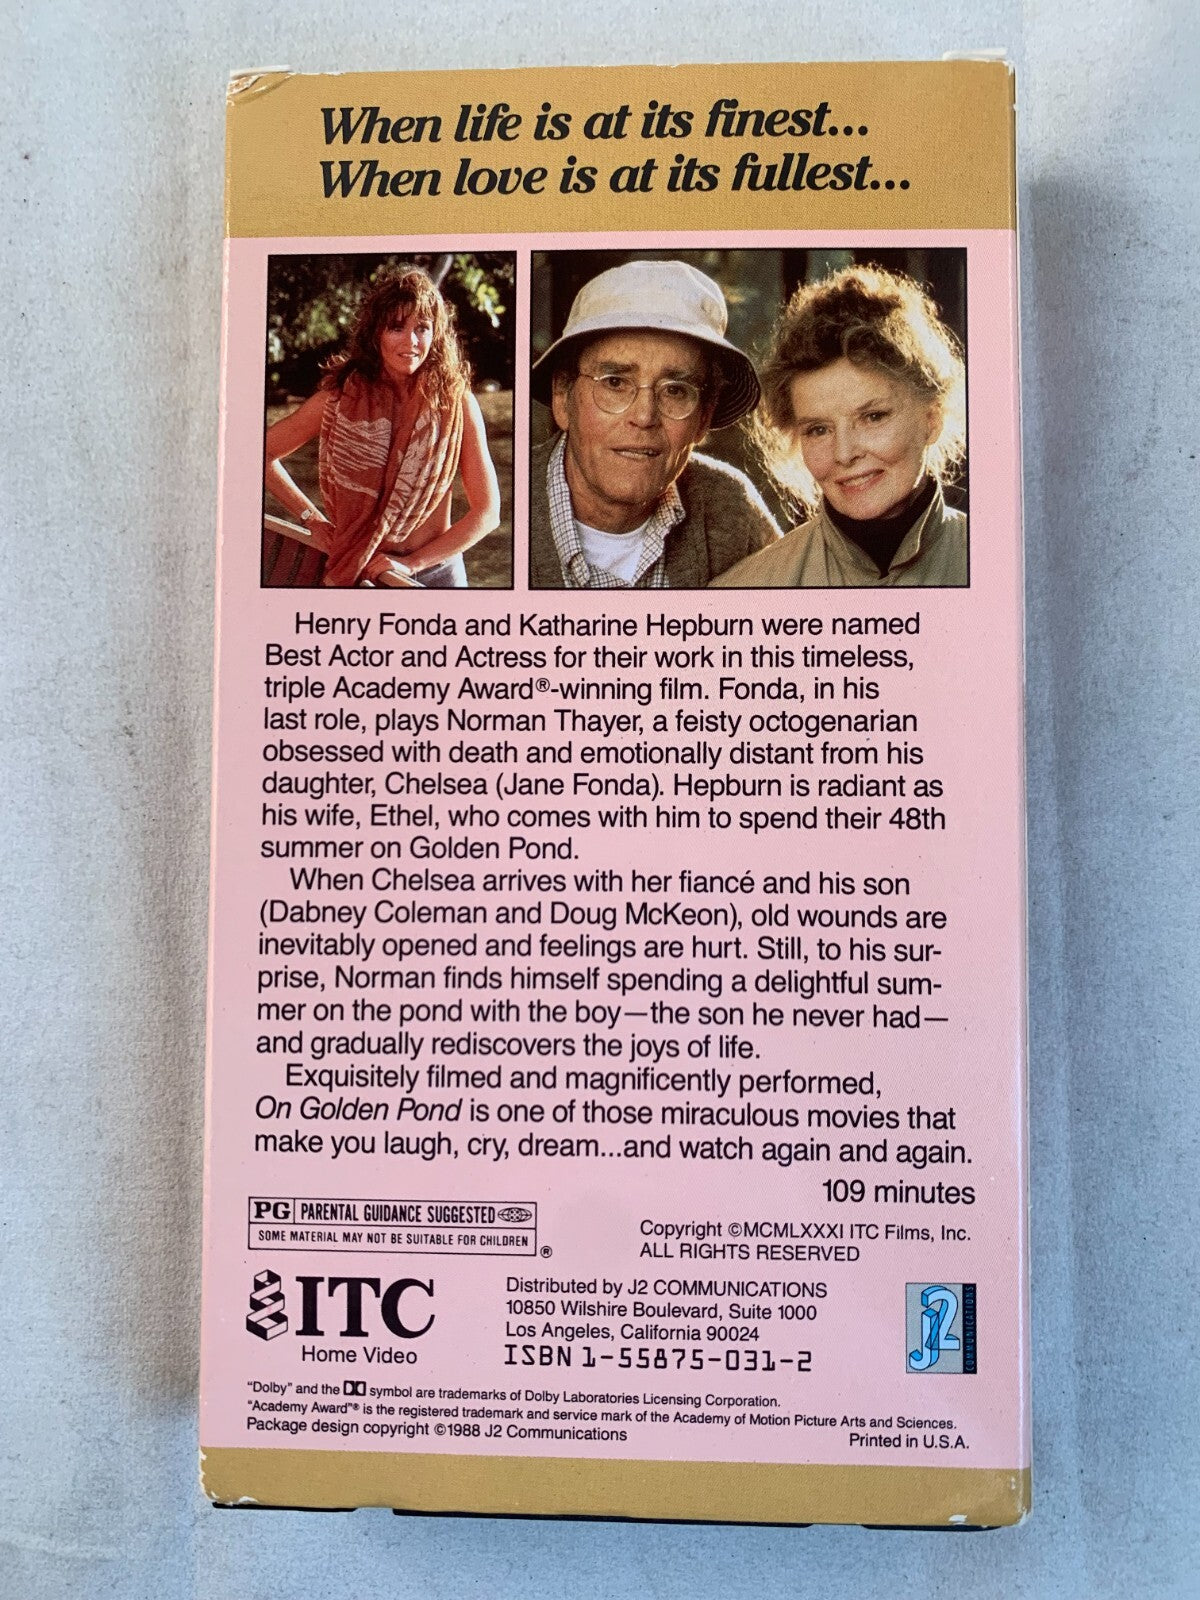 When life is at its finest...
When love is at its fullest...
Henry Fonda and Katharine Hepburn were named
Best Actor and Actress for their work in this timeless,
triple Academy Award®-winning film. Fonda, in his
last role, plays Norman Thayer, a feisty octogenarian
obsessed with death and emotionally distant from his
daughter, Chelsea (Jane Fonda). Hepburn is radiant as
his wife, Ethel, who comes with him to spend their 48th
summer on Golden Pond.
When Chelsea arrives with her fiancé and his son
(Dabney Coleman and Doug McKeon), old wounds are
inevitably opened and feelings are hurt. Still, to his sur-
prise, Norman finds himself spending a delightful sum-
mer on the pond with the boy—the son he never had—
and gradually rediscovers the joys of life.
Exquisitely filmed and magnificently performed,
On Golden Pond is one of those miraculous movies that
make you laugh, cry, dream...and watch again and again.
109 minutes
PG PARENTAL GUIDANCE SUGGESTED
SOME MATERIAL MAY NOT BE SUITABLE FOR CHILDREN
®
Copyright ©MCMLXXXI ITC Films, Inc.
ALL RIGHTS RESERVED
ITC
Home Video
Distributed by J2 COMMUNICATIONS
10850 Wilshire Boulevard, Suite 1000
Los Angeles, California 90024
ISBN 1-55875-031-2
J2
COMMUNICATIONS
"Dolby" and the symbol are trademarks of Dolby Laboratories Licensing Corporation.
"Academy Award"® is the registered trademark and service mark of the Academy of Motion Picture Arts and Sciences.
Package design copyright ©1988 J2 Communications
Printed in U.S.A.